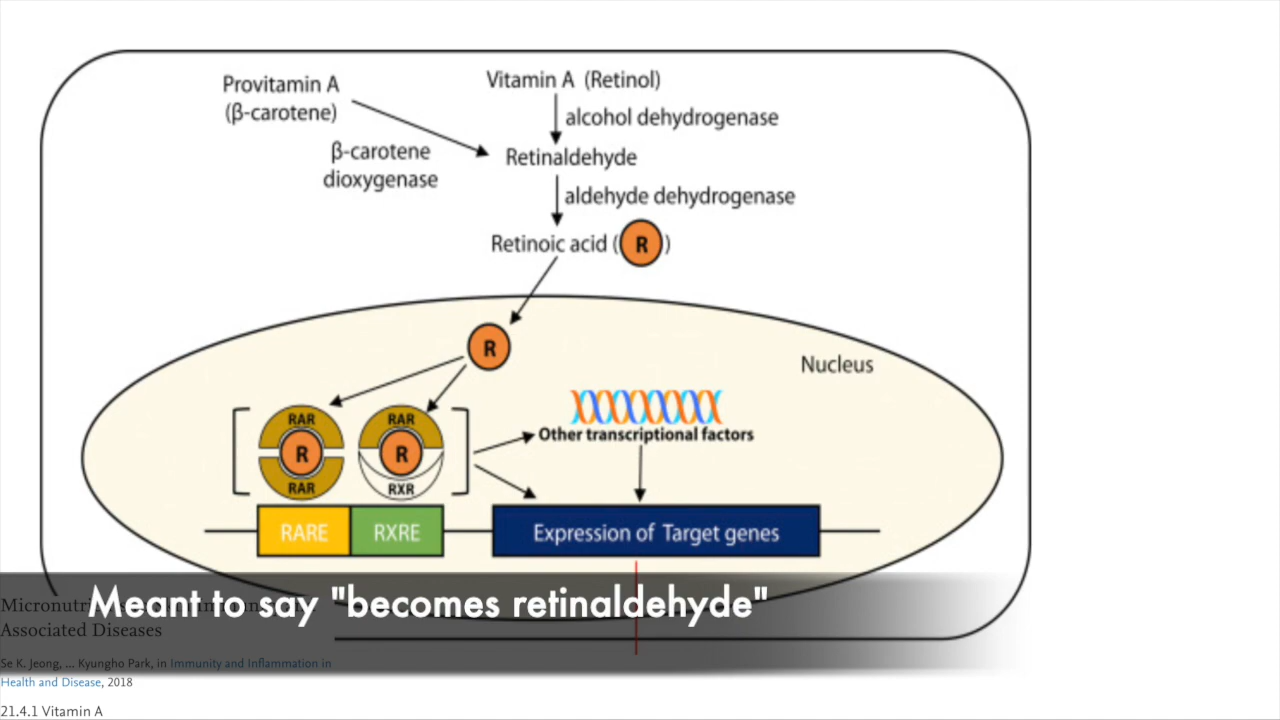 Provitamin A
(β-carotene)
Vitamin A (Retinol)
alcohol dehydrogenase
β-carotene
dioxygenase
Retinaldehyde
aldehyde dehydrogenase
Retinoic acid ( R )
R
Nucleus
RAR
R
RAR
RAR
R
RXR
Other transcriptional factors
RARE
RXRE
Expression of Target genes
Meant to say "becomes retinaldehyde"
Associated Diseases
Se K. Jeong, ... Kyungho Park, in Immunity and Inflammation in
Health and Disease, 2018
21.4.1 Vitamin A